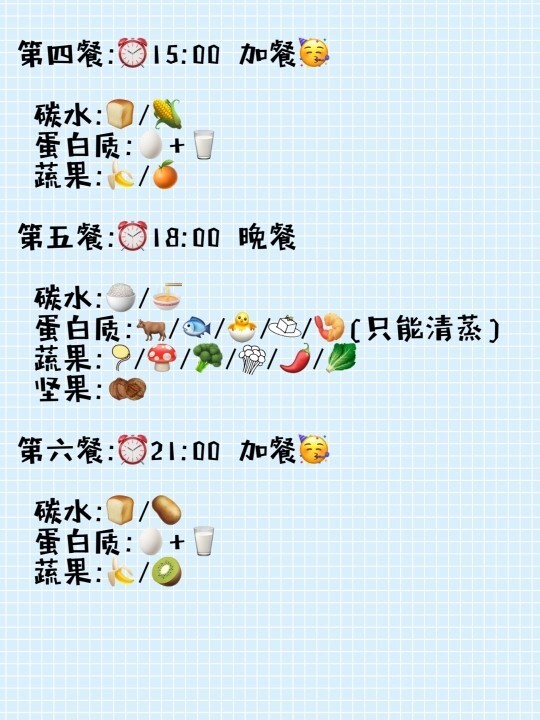 第四餐:⏰15:00 加餐🥳
碳水:🍞/🌽
蛋白质:🥚+🥛
蔬果:🍌/🍊
第五餐:⏰18:00 晚餐
碳水:🍚/🍜
蛋白质:🐂/🐟/🐣/ /🍤(只能清蒸)
蔬果: /🍄/🥦/ /🌶/🥬
坚果:
第六餐:⏰21:00 加餐🥳
碳水:🍞/🥔
蛋白质:🥚+🥛
蔬果:🍌/🥝